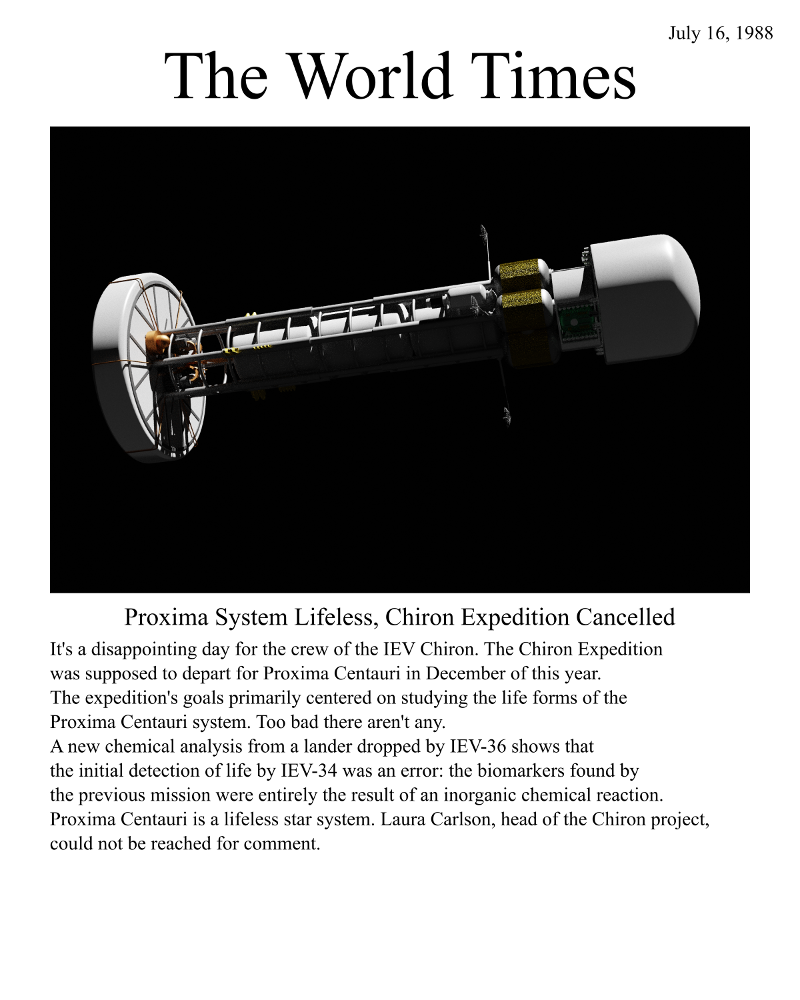 July 16, 1988
The World Times
Proxima System Lifeless, Chiron Expedition Cancelled
It's a disappointing day for the crew of the IEV Chiron. The Chiron Expedition
was supposed to depart for Proxima Centauri in December of this year.
The expedition's goals primarily centered on studying the life forms of the
Proxima Centauri system. Too bad there aren't any.
A new chemical analysis from a lander dropped by IEV-36 shows that
the initial detection of life by IEV-34 was an error: the biomarkers found by
the previous mission were entirely the result of an inorganic chemical reaction.
Proxima Centauri is a lifeless star system. Laura Carlson, head of the Chiron project,
could not be reached for comment.